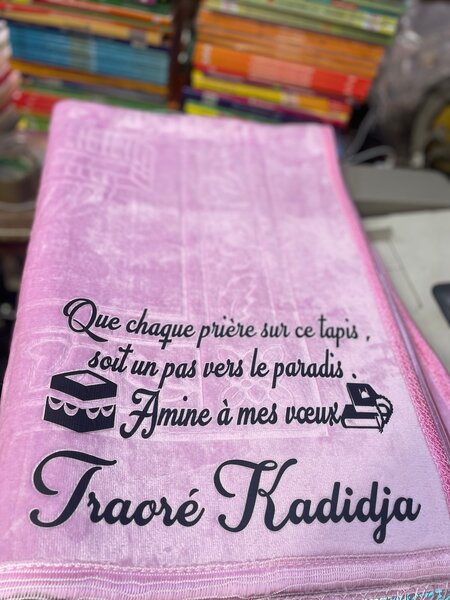 Que chaque prière sur ce tapis,
soit un pas vers le paradis.
Amine à mes vœux
Traoré Kadidja